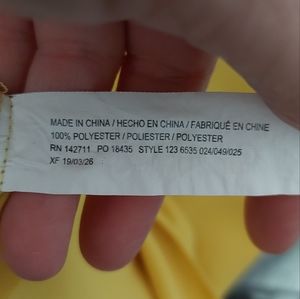 MADE IN CHINA / HECHO EN CHINA / FABRIQUÉ EN CHINE
100% POLYESTER / POLIESTER / POLYESTER
RN 142711 PO 18435 STYLE 123 6535 024/049/025
XF 19/03/26